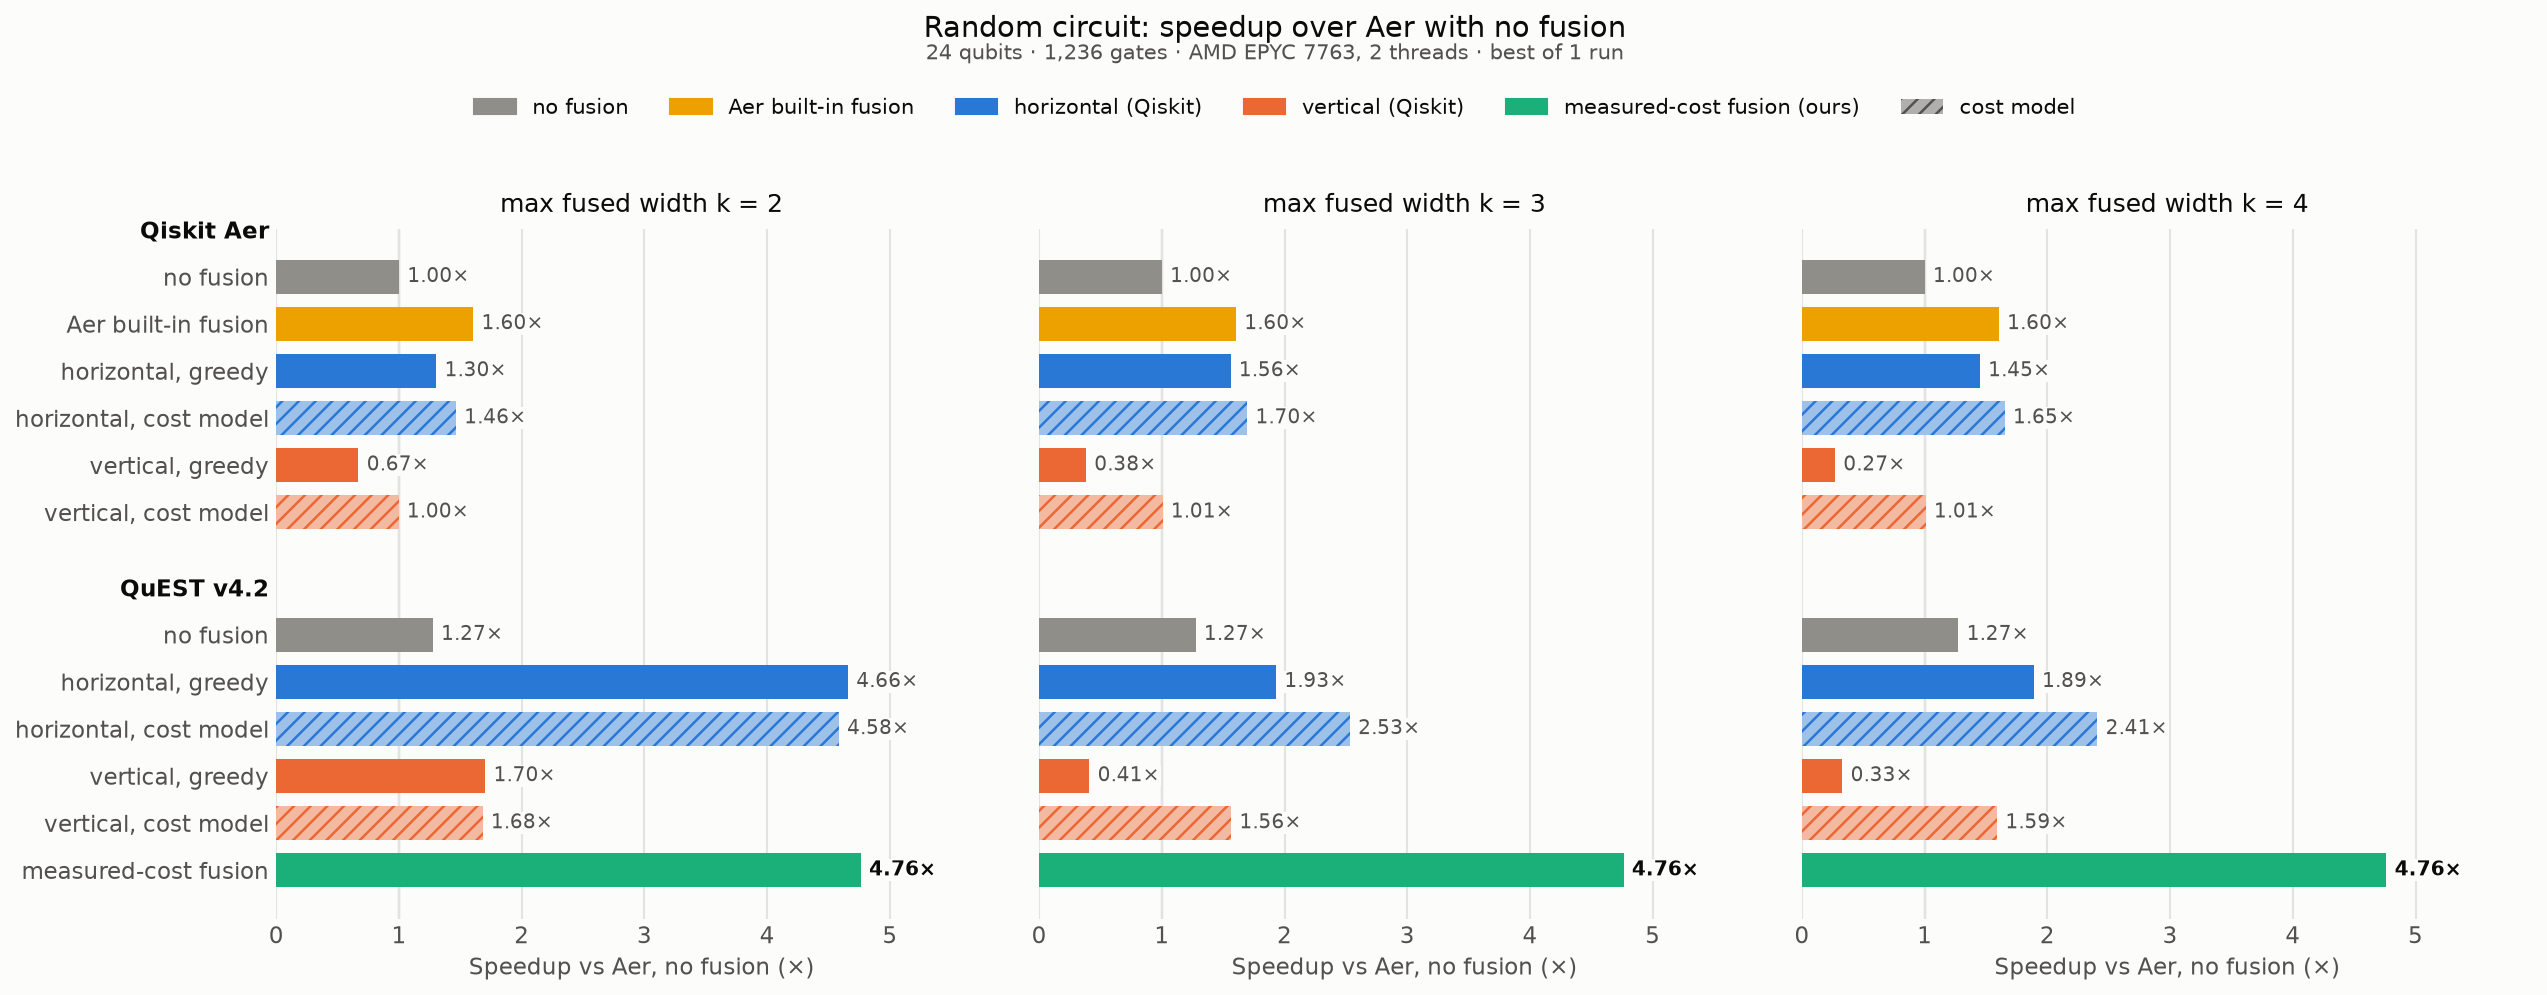 Random circuit: speedup over Aer with no fusion
24 qubits · 1,236 gates · AMD EPYC 7763, 2 threads · best of 1 run
no fusion
Aer built-in fusion
horizontal (Qiskit)
vertical (Qiskit)
measured-cost fusion (ours)
cost model
max fused width k = 2
Qiskit Aer
no fusion 1.00×
Aer built-in fusion 1.60×
horizontal, greedy 1.30×
horizontal, cost model 1.46×
vertical, greedy 0.67×
vertical, cost model 1.00×
QuEST v4.2
no fusion 1.27×
horizontal, greedy 4.66×
horizontal, cost model 4.58×
vertical, greedy 1.70×
vertical, cost model 1.68×
measured-cost fusion 4.76×
0 1 2 3 4 5
Speedup vs Aer, no fusion (×)
max fused width k = 3
1.00×
1.60×
1.56×
1.70×
0.38×
1.01×
1.27×
1.93×
2.53×
0.41×
1.56×
4.76×
0 1 2 3 4 5
Speedup vs Aer, no fusion (×)
max fused width k = 4
1.00×
1.60×
1.45×
1.65×
0.27×
1.01×
1.27×
1.89×
2.41×
0.33×
1.59×
4.76×
0 1 2 3 4 5
Speedup vs Aer, no fusion (×)